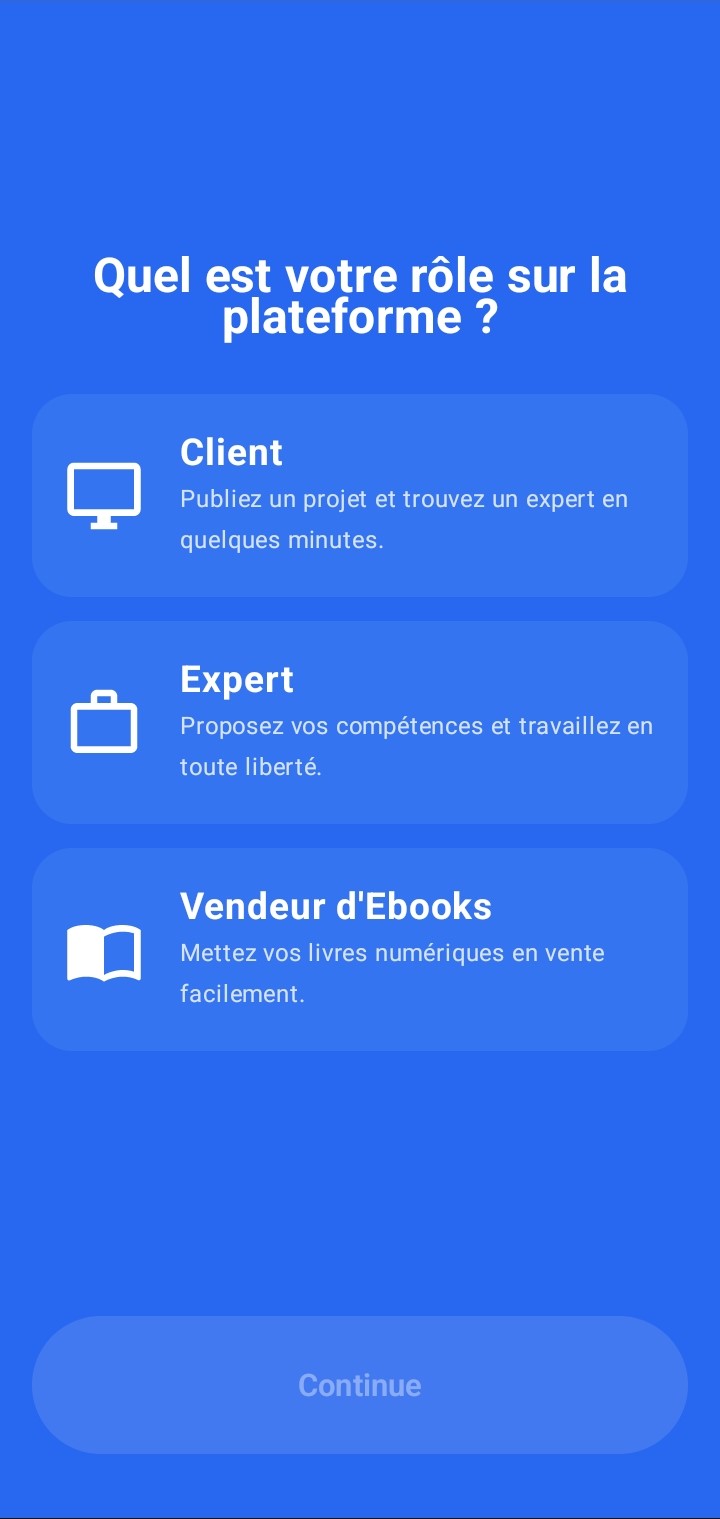 Quel est votre rôle sur la
plateforme ?
Client
Publiez un projet et trouvez un expert en
quelques minutes.
Expert
Proposez vos compétences et travaillez en
toute liberté.
Vendeur d'Ebooks
Mettez vos livres numériques en vente
facilement.
Continue